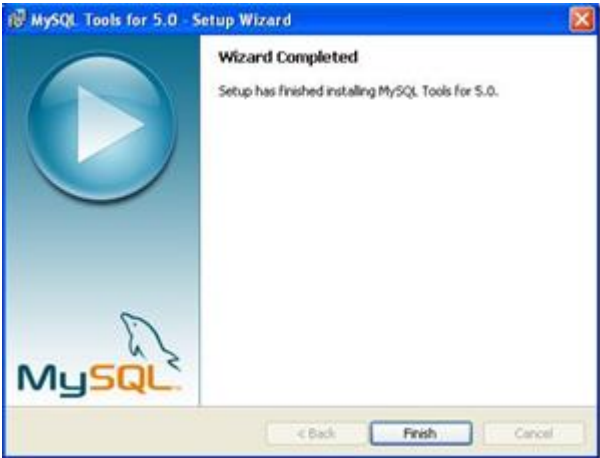 MySQL Tools for 5.0 - Setup Wizard
Wizard Completed
Setup has finished installing MySQL Tools for 5.0.
MySQL
< Back
Finish
Cancel